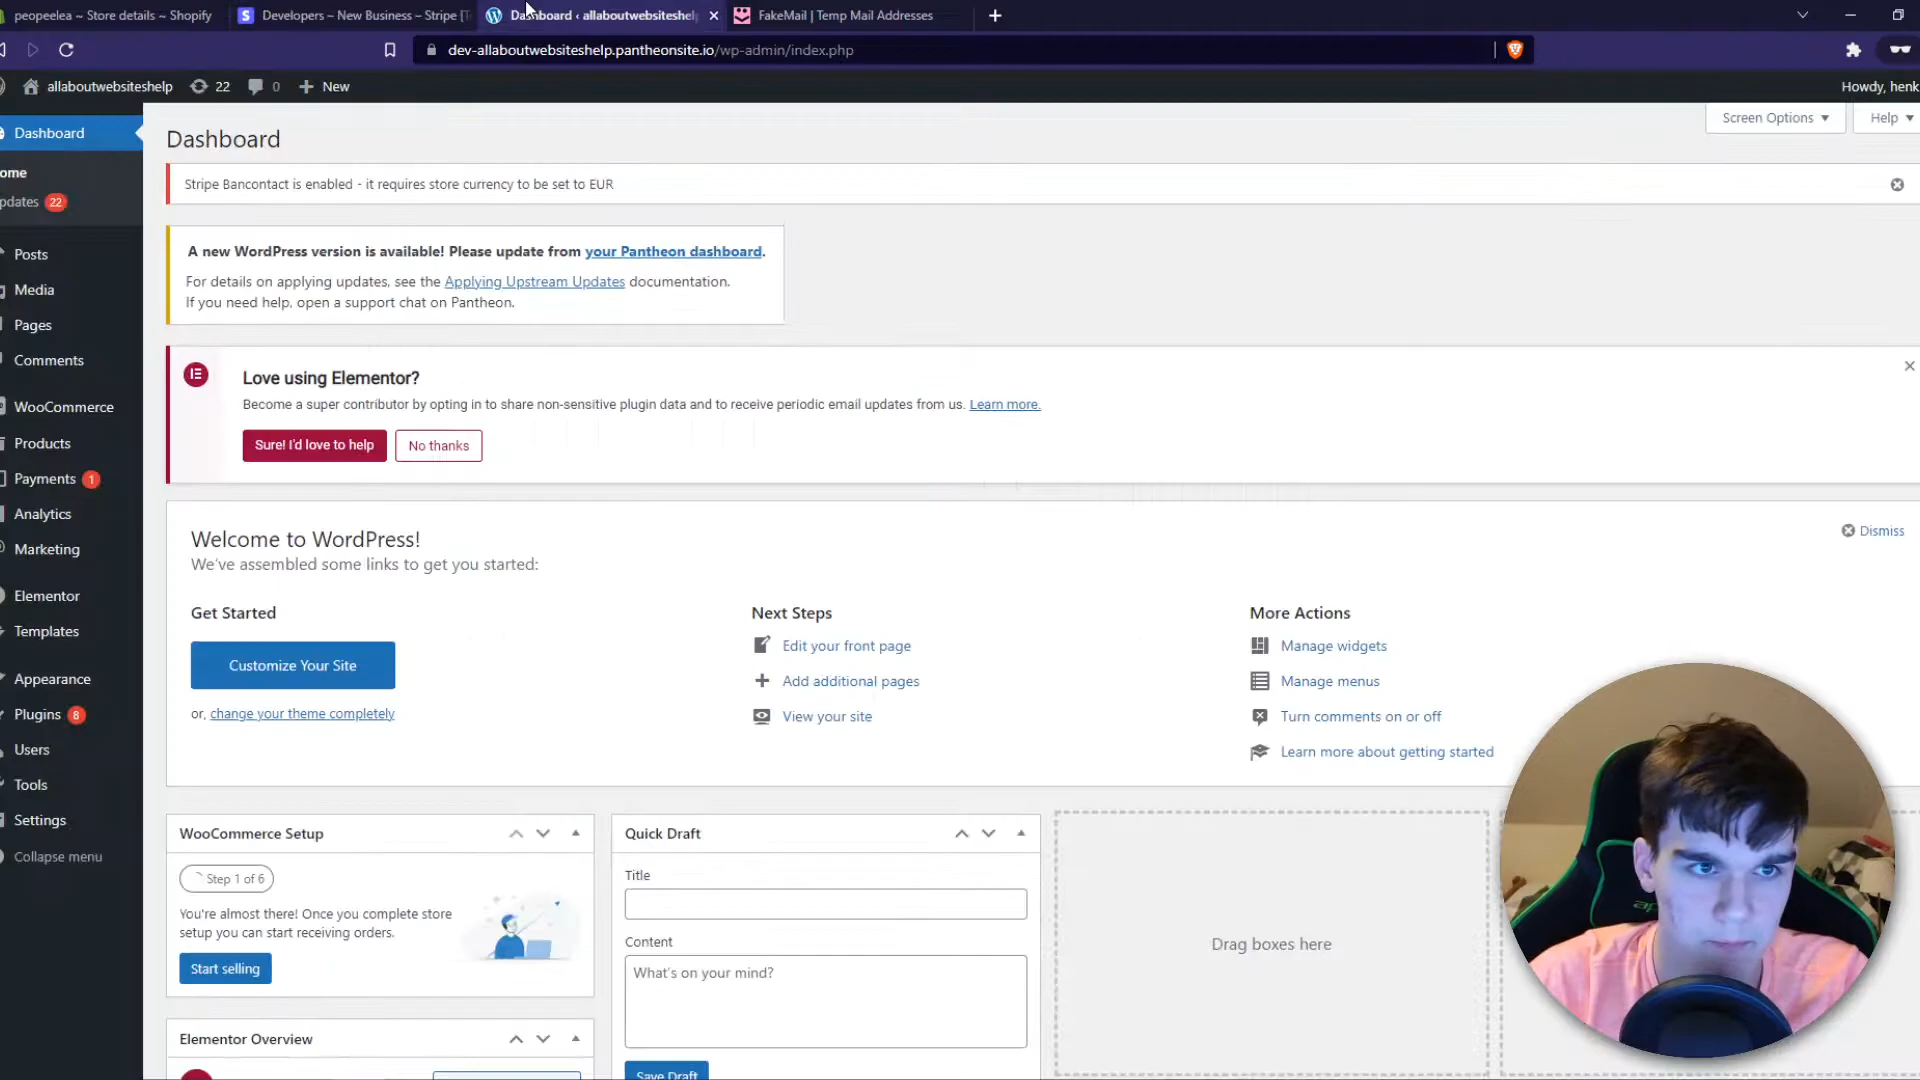 peopeelea ~ Store details ~ Shopify
Developers – New Business – Stripe [T
Dashboard ‹ allaboutwebsiteshelp
FakeMail | Temp Mail Addresses
dev-allaboutwebsiteshelp.pantheonsite.io/wp-admin/index.php
allaboutwebsiteshelp
22
0
New
Howdy, henk
Dashboard
ome
pdates 22
Posts
Media
Pages
Comments
WooCommerce
Products
Payments 1
Analytics
Marketing
Elementor
Templates
Appearance
Plugins 8
Users
Tools
Settings
Collapse menu
Screen Options
Help
Dashboard
Stripe Bancontact is enabled - it requires store currency to be set to EUR
A new WordPress version is available! Please update from your Pantheon dashboard.
For details on applying updates, see the Applying Upstream Updates documentation.
If you need help, open a support chat on Pantheon.
Love using Elementor?
Become a super contributor by opting in to share non-sensitive plugin data and to receive periodic email updates from us. Learn more.
Sure! I'd love to help
No thanks
Welcome to WordPress!
We've assembled some links to get you started:
Dismiss
Get Started
Customize Your Site
or, change your theme completely
Next Steps
Edit your front page
Add additional pages
View your site
More Actions
Manage widgets
Manage menus
Turn comments on or off
Learn more about getting started
WooCommerce Setup
Step 1 of 6
You're almost there! Once you complete store
setup you can start receiving orders.
Start selling
Elementor Overview
Quick Draft
Title
Content
What's on your mind?
Save Draft
Drag boxes here